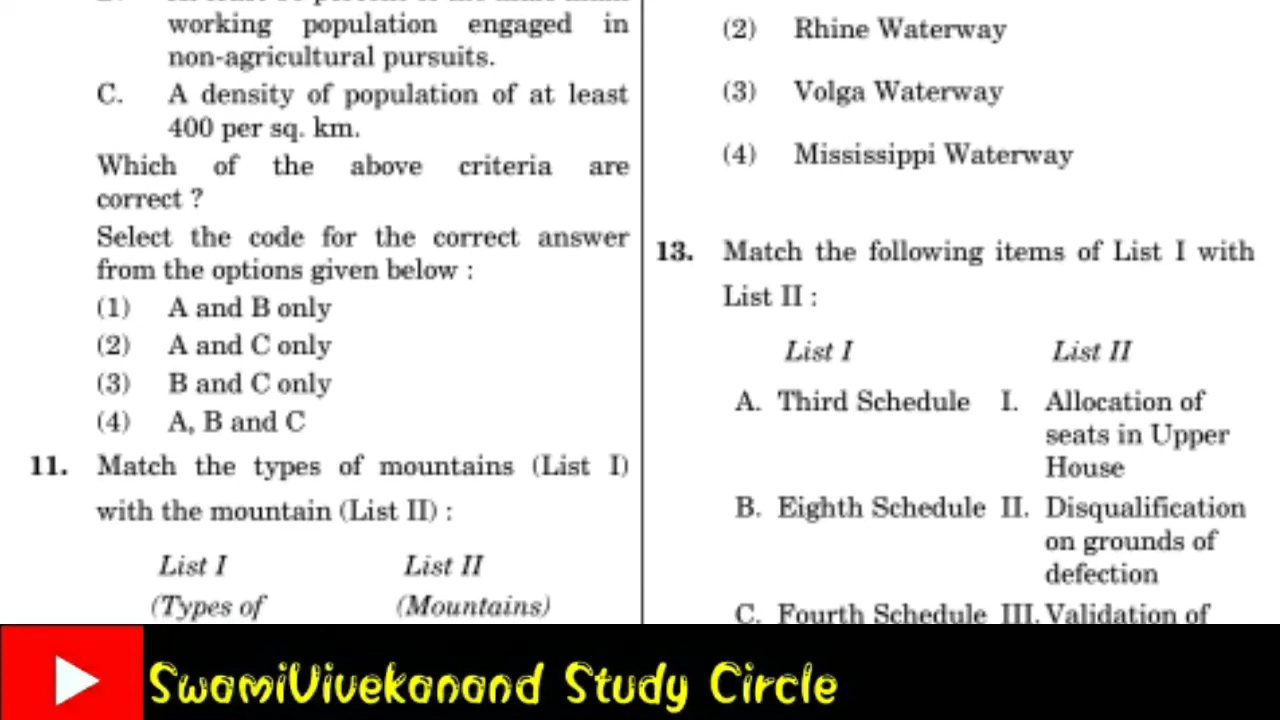 working population engaged in
non-agricultural pursuits.
C. A density of population of at least
400 per sq. km.
Which of the above criteria are
correct ?
Select the code for the correct answer
from the options given below :
(1) A and B only
(2) A and C only
(3) B and C only
(4) A, B and C
11. Match the types of mountains (List I)
with the mountain (List II) :
List I List II
(Types of (Mountains)
(2) Rhine Waterway
(3) Volga Waterway
(4) Mississippi Waterway
13. Match the following items of List I with
List II :
List I List II
A. Third Schedule I. Allocation of
seats in Upper
House
B. Eighth Schedule II. Disqualification
on grounds of
defection
C. Fourth Schedule III. Validation of
SwamiVivekanand Study Circle